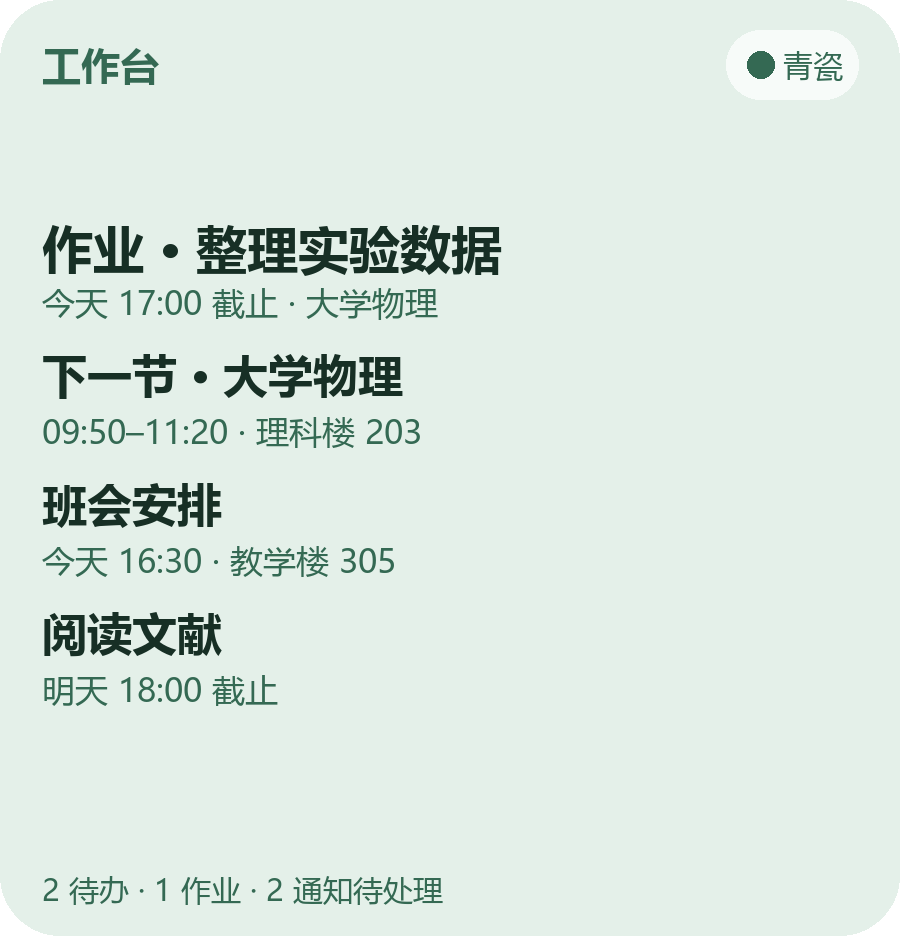 工作台
青瓷
作业·整理实验数据
今天 17:00 截止 · 大学物理
下一节·大学物理
09:50–11:20 · 理科楼 203
班会安排
今天 16:30 · 教学楼 305
阅读文献
明天 18:00 截止
2 待办 · 1 作业 · 2 通知待处理